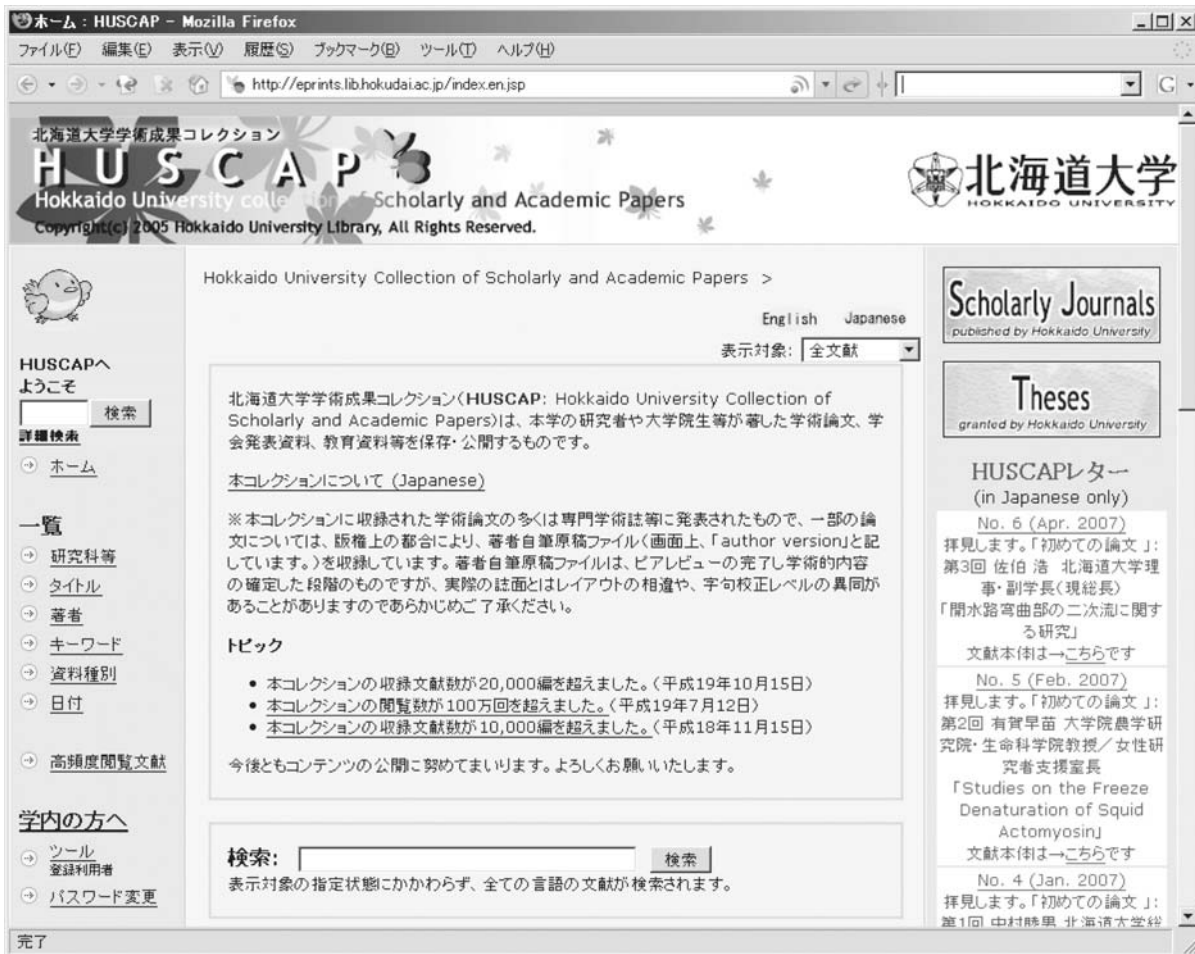 ホーム : HUSCAP - Mozilla Firefox
ファイル(F) 編集(E) 表示(V) 履歴(S) ブックマーク(B) ツール(T) ヘルプ(H)
http://eprints.lib.hokudai.ac.jp/index.en.jsp
G
北海道大学学術成果コレクション
HUSCAP
Hokkaido University collection of Scholarly and Academic Papers
Copyright(c) 2005 Hokkaido University Library, All Rights Reserved.
北海道大学
HOKKAIDO UNIVERSITY
HUSCAPへ
ようこそ
検索
詳細検索
ホーム
一覧
研究科等
タイトル
著者
キーワード
資料種別
日付
高頻度閲覧文献
学内の方へ
ツール
登録利用者
パスワード変更
Hokkaido University Collection of Scholarly and Academic Papers >
English Japanese
表示対象: 全文献
北海道大学学術成果コレクション(HUSCAP: Hokkaido University Collection of
Scholarly and Academic Papers)は、本学の研究者や大学院生等が著した学術論文、学
会発表資料、教育資料等を保存・公開するものです。
本コレクションについて (Japanese)
※本コレクションに収録された学術論文の多くは専門学術誌等に発表されたもので、一部の論
文については、版権上の都合により、著者自筆原稿ファイル(画面上、「author version」と記
しています。)を収録しています。著者自筆原稿ファイルは、ピアレビューの完了し学術的内容
の確定した段階のものですが、実際の誌面とはレイアウトの相違や、字句校正レベルの異同が
あることがありますのであらかじめご了承ください。
トピック
• 本コレクションの収録文献数が20,000編を超えました。(平成19年10月15日)
• 本コレクションの閲覧数が100万回を超えました。(平成19年7月12日)
• 本コレクションの収録文献数が10,000編を超えました。(平成18年11月15日)
今後ともコンテンツの公開に努めてまいります。よろしくお願いいたします。
検索: 検索
表示対象の指定状態にかかわらず、全ての言語の文献が検索されます。
Scholarly Journals
published by Hokkaido University
Theses
granted by Hokkaido University
HUSCAPレター
(in Japanese only)
No. 6 (Apr. 2007)
拝見します。「初めての論文」:
第3回 佐伯 浩 北海道大学理
事・副学長(現総長)
「開水路弯曲部の二次流に関す
る研究」
文献本体は→こちらです
No. 5 (Feb. 2007)
拝見します。「初めての論文」:
第2回 有賀早苗 大学院農学研
究院・生命科学院教授／女性研
究者支援室長
「Studies on the Freeze
Denaturation of Squid
Actomyosin」
文献本体は→こちらです
No. 4 (Jan. 2007)
拝見します。「初めての論文」:
第1回 中村睦男 北海道大学総
完了